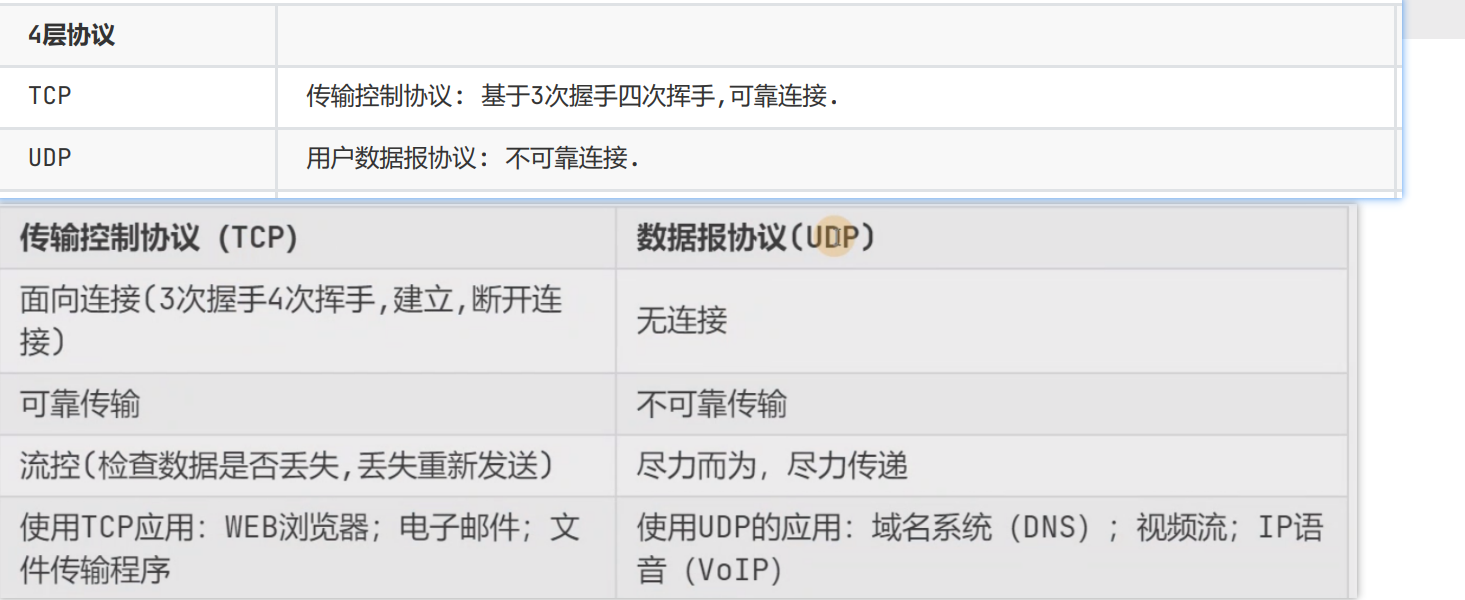 4层协议
TCP 传输控制协议: 基于3次握手四次挥手,可靠连接.
UDP 用户数据报协议: 不可靠连接.
传输控制协议 (TCP) 数据报协议(UDP)
面向连接(3次握手4次挥手,建立,断开连
接)
无连接
可靠传输 不可靠传输
流控(检查数据是否丢失,丢失重新发送) 尽力而为，尽力传递
使用TCP应用: WEB浏览器; 电子邮件; 文
件传输程序
使用UDP的应用: 域名系统 (DNS) ; 视频流; IP语
音 (VoIP)